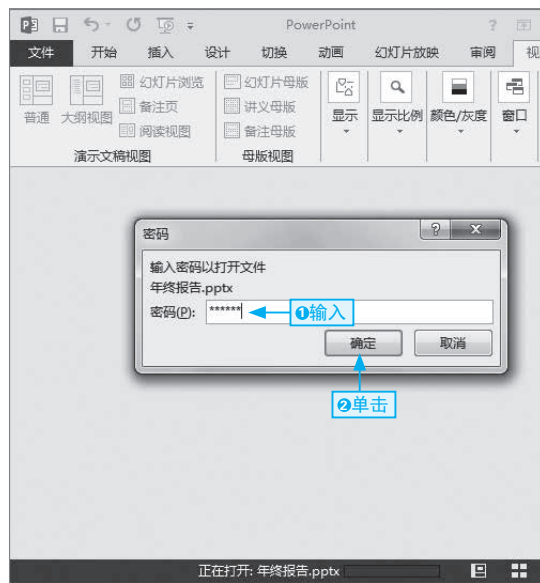 PowerPoint
文件 开始 插入 设计 切换 动画 幻灯片放映 审阅 视
普通 大纲视图 幻灯片浏览 备注页 阅读视图
幻灯片母版 讲义母版 备注母版
显示 显示比例 颜色/灰度 窗口
演示文稿视图 母版视图
密码
输入密码以打开文件
年终报告.pptx
密码(P): ****** ❶输入
确定 取消
❷单击
正在打开: 年终报告.pptx